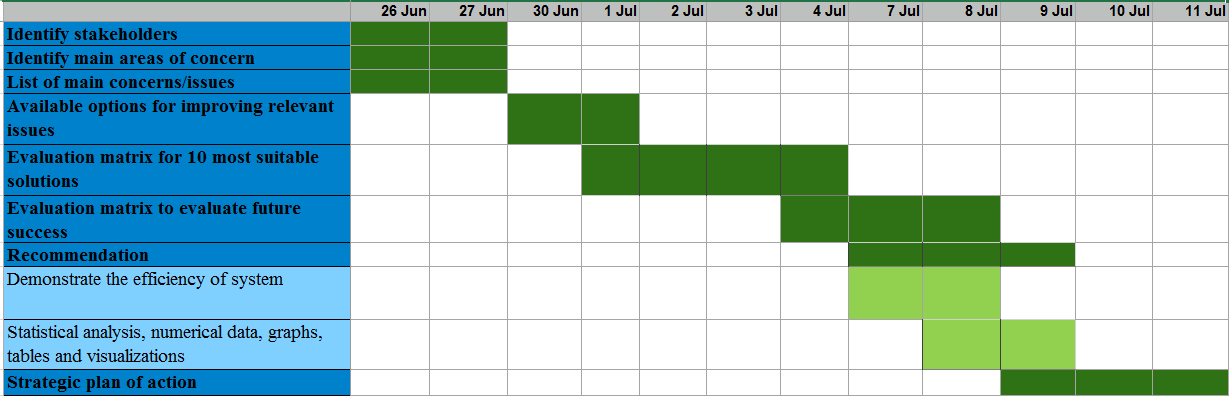 26 Jun 27 Jun 30 Jun 1 Jul 2 Jul 3 Jul 4 Jul 7 Jul 8 Jul 9 Jul 10 Jul 11 Jul
Identify stakeholders
Identify main areas of concern
List of main concerns/issues
Available options for improving relevant
issues
Evaluation matrix for 10 most suitable
solutions
Evaluation matrix to evaluate future
success
Recommendation
Demonstrate the efficiency of system
Statistical analysis, numerical data, graphs,
tables and visualizations
Strategic plan of action